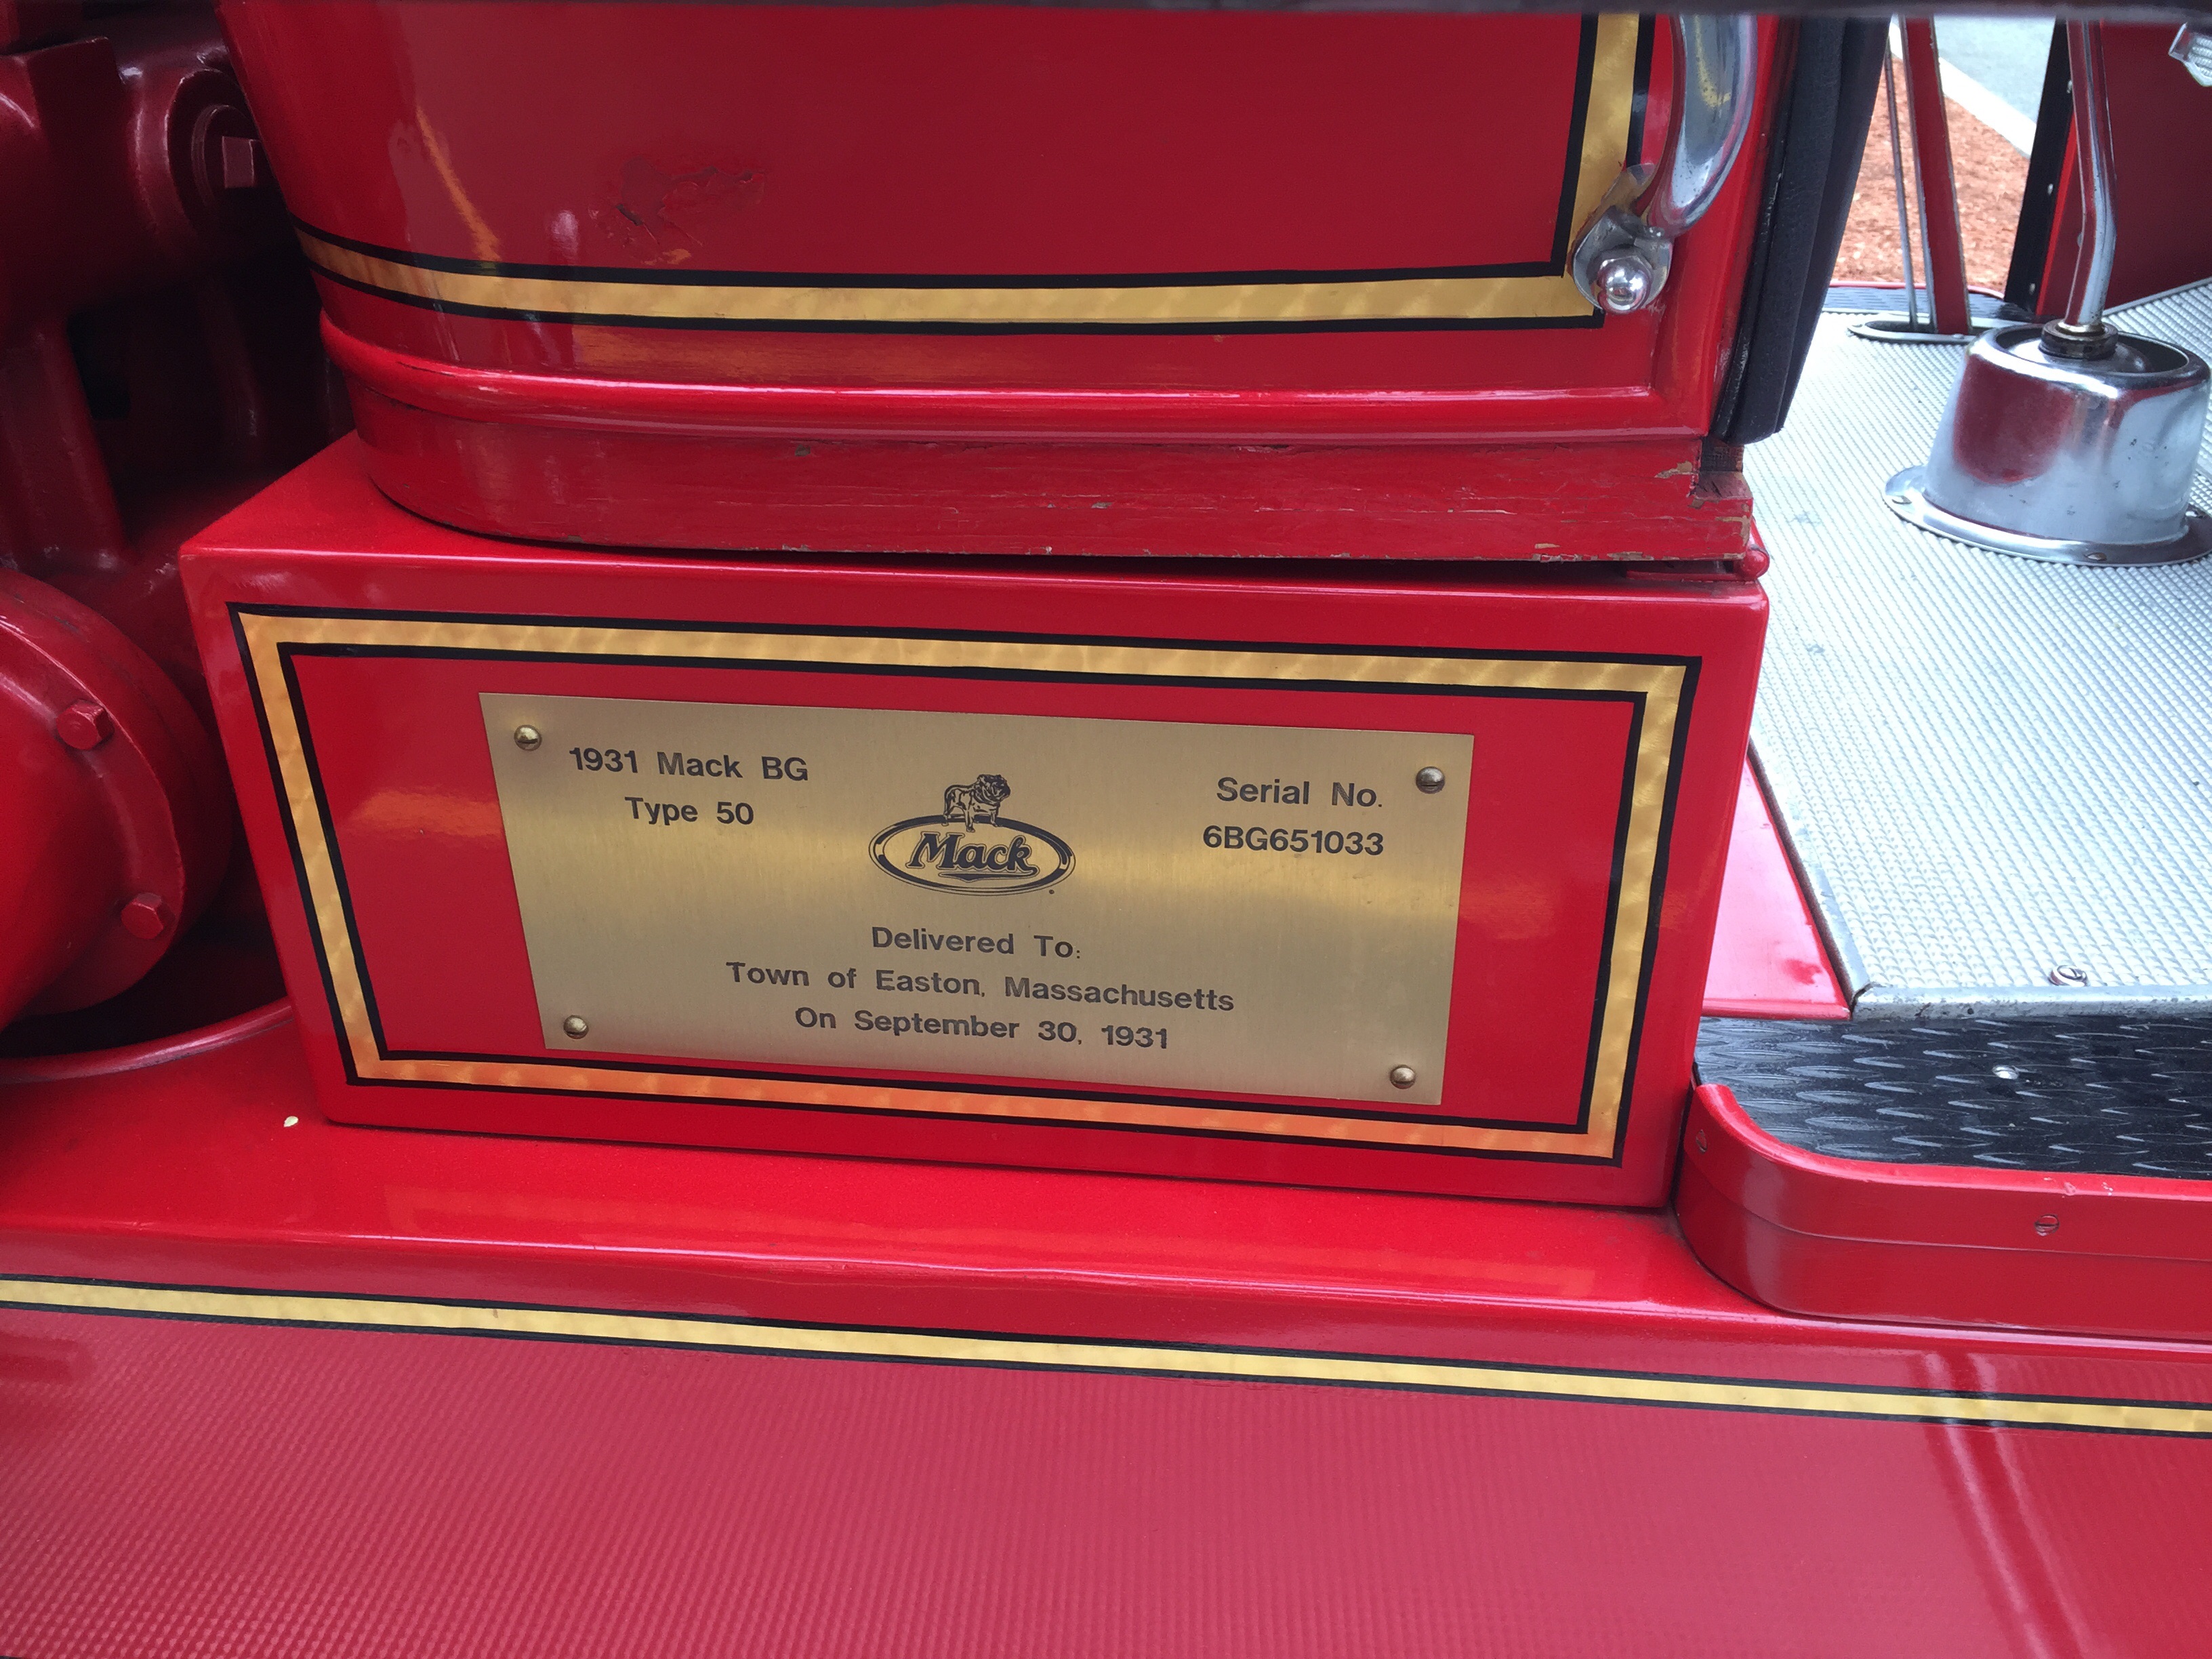 1931 Mack BG
Type 50
Mack
Serial No.
6BG651033
Delivered To:
Town of Easton, Massachusetts
On September 30, 1931